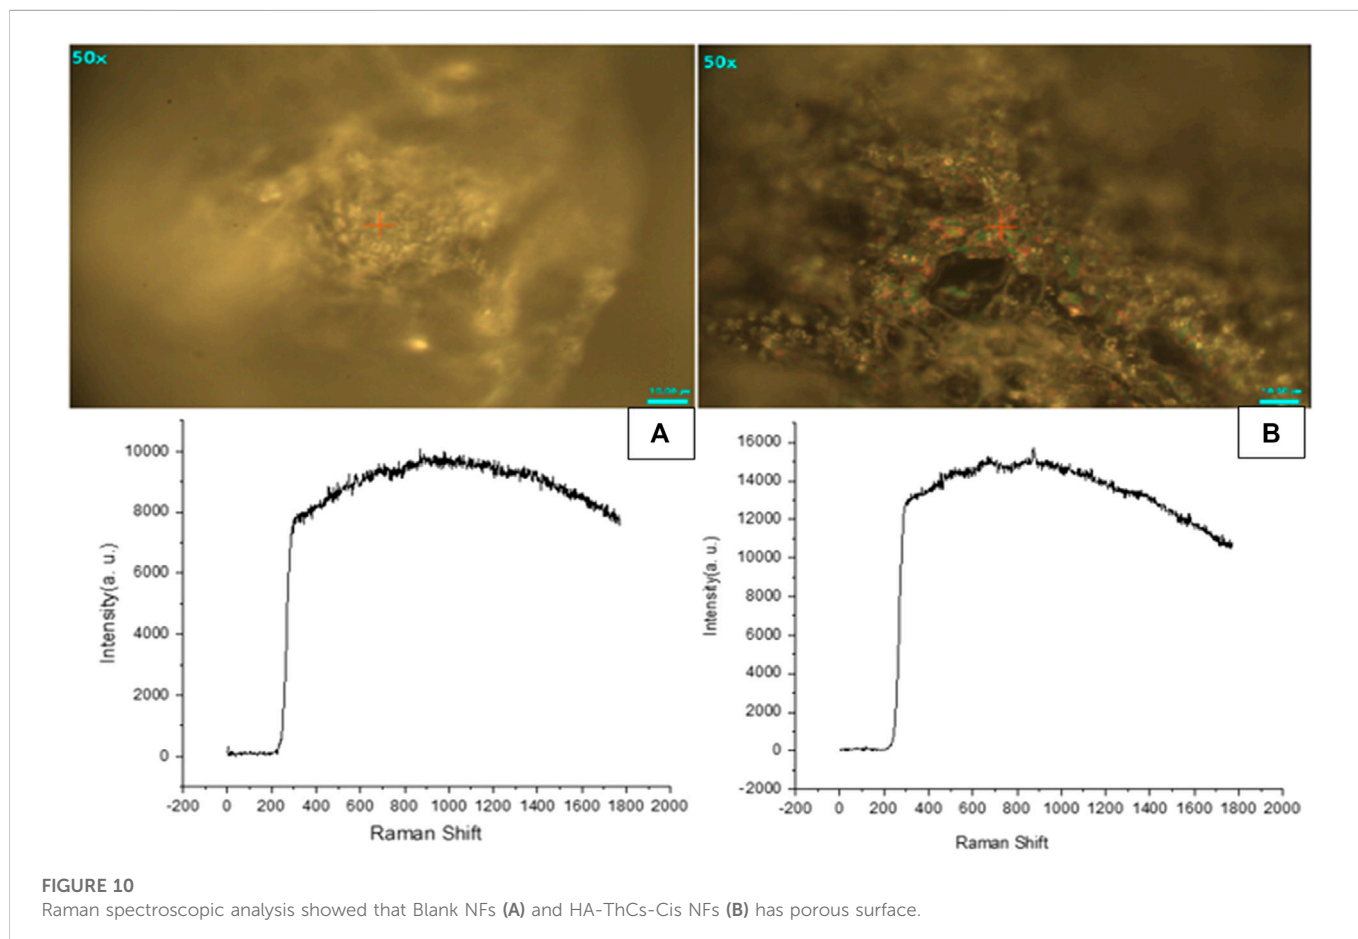 50x
50x
A
B
10000
8000
6000
4000
2000
0
-200 0 200 400 600 800 1000 1200 1400 1600 1800 2000
Intensity(a. u.)
Raman Shift
16000
14000
12000
10000
8000
6000
4000
2000
0
-2000
-200 0 200 400 600 800 1000 1200 1400 1600 1800 2000
Intensity(a. u.)
Raman Shift
FIGURE 10
Raman spectroscopic analysis showed that Blank NFs (A) and HA-ThCs-Cis NFs (B) has porous surface.